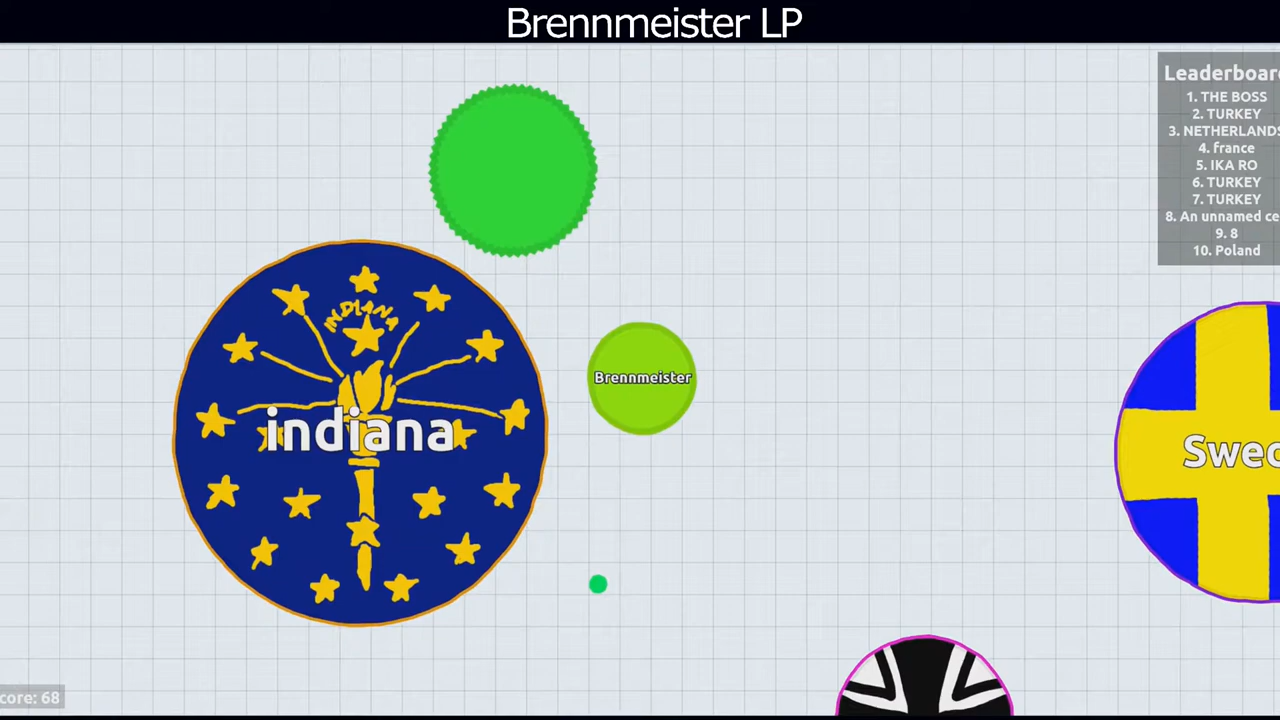 Brennmeister LP
Leaderboar
1. THE BOSS
2. TURKEY
3. NETHERLANDS
4. france
5. IKA RO
6. TURKEY
7. TURKEY
8. An unnamed ce
9. 8
10. Poland
INDIANA
indiana
Brennmeister
Swed
core: 68